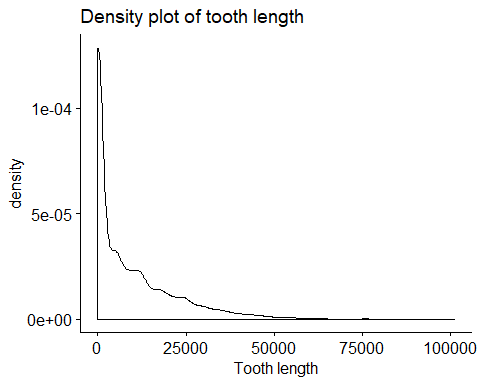 Density plot of tooth length
density
1e-04
5e-05
0e+00
0 25000 50000 75000 100000
Tooth length